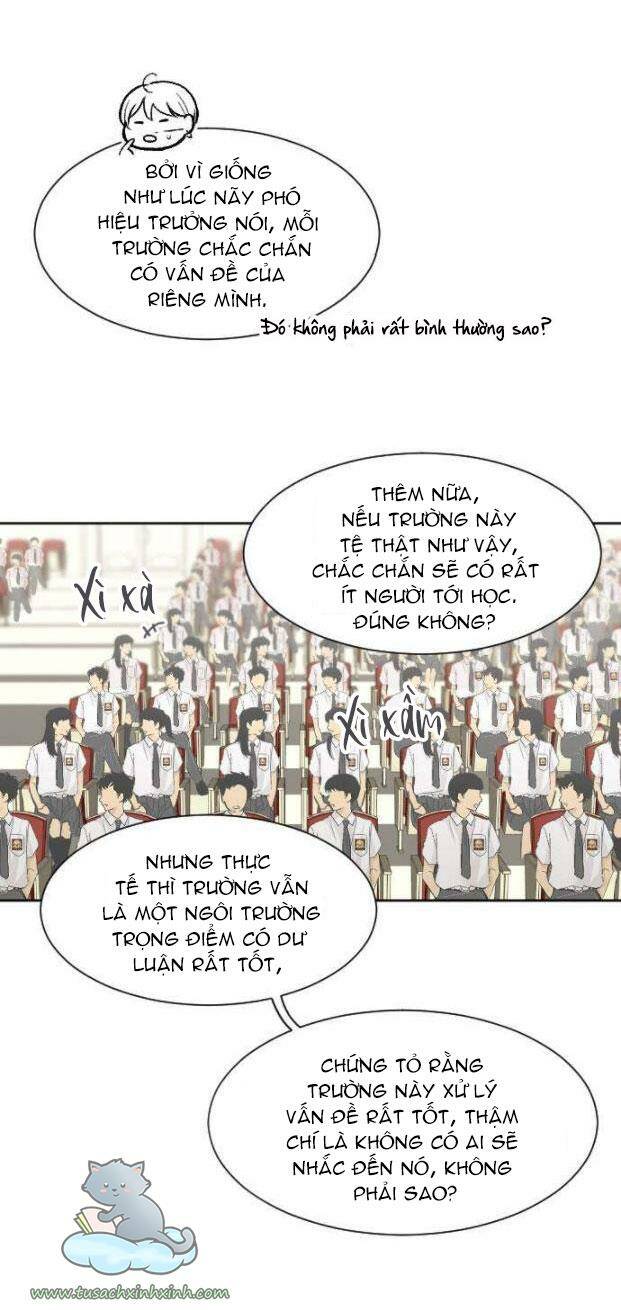 BỞI VÌ GIỐNG
NHƯ LÚC NÃY PHÓ
HIỆU TRƯỞNG NÓI, MỖI
TRƯỜNG CHẮC CHẮN
CÓ VẤN ĐỀ CỦA
RIÊNG MÌNH.
Đó không phải rất bình thường sao?
THÊM NỮA,
NẾU TRƯỜNG NÀY
TỆ THẬT NHƯ VẬY,
CHẮC CHẮN SẼ CÓ RẤT
ÍT NGƯỜI TỚI HỌC.
ĐÚNG KHÔNG?
Xì xà
Xì xầm
NHƯNG THỰC
TẾ THÌ TRƯỜNG VẪN
LÀ MỘT NGÔI TRƯỜNG
TRỌNG ĐIỂM CÓ DƯ
LUẬN RẤT TỐT,
CHỨNG TỎ RẰNG
TRƯỜNG NÀY XỬ LÝ
VẤN ĐỀ RẤT TỐT, THẬM
CHÍ LÀ KHÔNG CÓ AI SẼ
NHẮC ĐẾN NÓ, KHÔNG
PHẢI SAO?
www.tusachxinhxinh.com